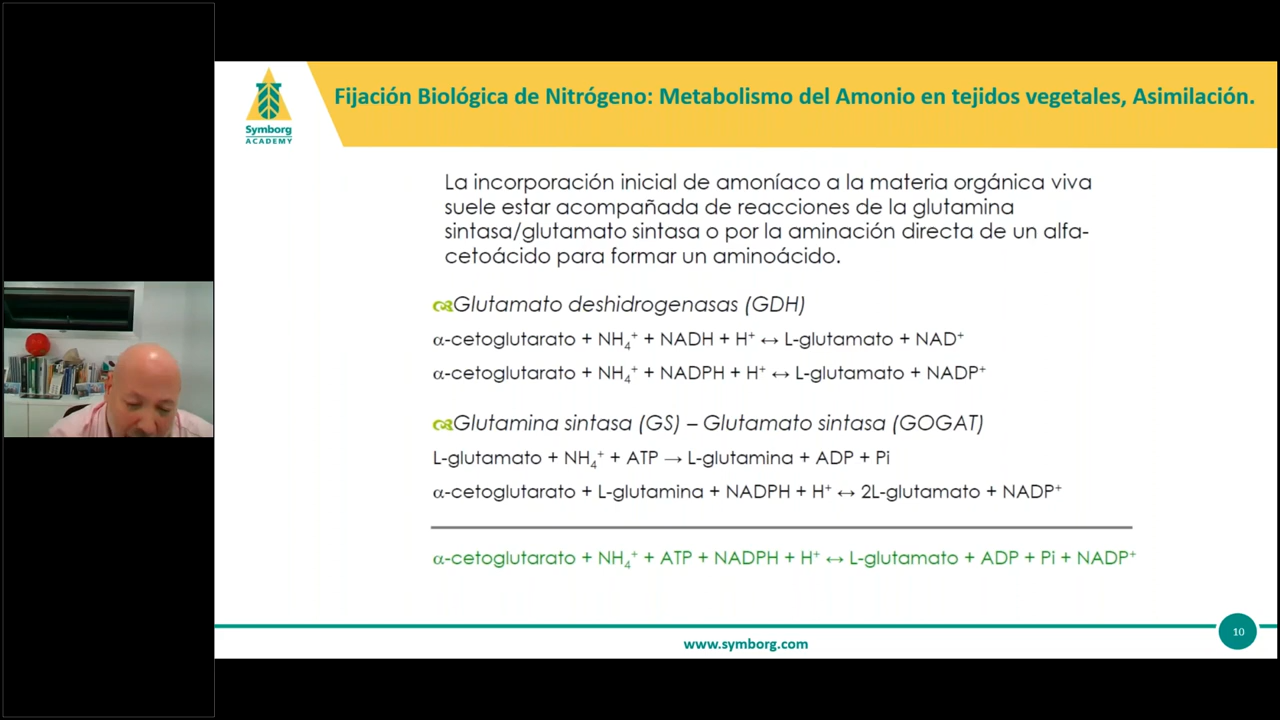 Symborg
ACADEMY
Fijación Biológica de Nitrógeno: Metabolismo del Amonio en tejidos vegetales, Asimilación.
La incorporación inicial de amoníaco a la materia orgánica viva
suele estar acompañada de reacciones de la glutamina
sintasa/glutamato sintasa o por la aminación directa de un alfa-
cetoácido para formar un aminoácido.
Glutamato deshidrogenasas (GDH)
α-cetoglutarato + NH₄⁺ + NADH + H⁺ ↔ L-glutamato + NAD⁺
α-cetoglutarato + NH₄⁺ + NADPH + H⁺ ↔ L-glutamato + NADP⁺
Glutamina sintasa (GS) – Glutamato sintasa (GOGAT)
L-glutamato + NH₄⁺ + ATP → L-glutamina + ADP + Pi
α-cetoglutarato + L-glutamina + NADPH + H⁺ ↔ 2L-glutamato + NADP⁺
α-cetoglutarato + NH₄⁺ + ATP + NADPH + H⁺ ↔ L-glutamato + ADP + Pi + NADP⁺
www.symborg.com
10